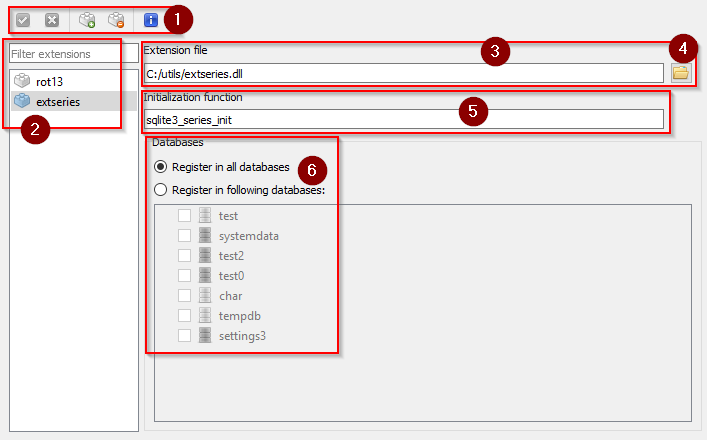 1
Filter extensions
rot13
extseries
2
Extension file
3
4
C:/utils/extseries.dll
Initialization function
5
sqlite3_series_init
Databases
Register in all databases
6
Register in following databases:
test
systemdata
test2
test0
char
tempdb
settings3